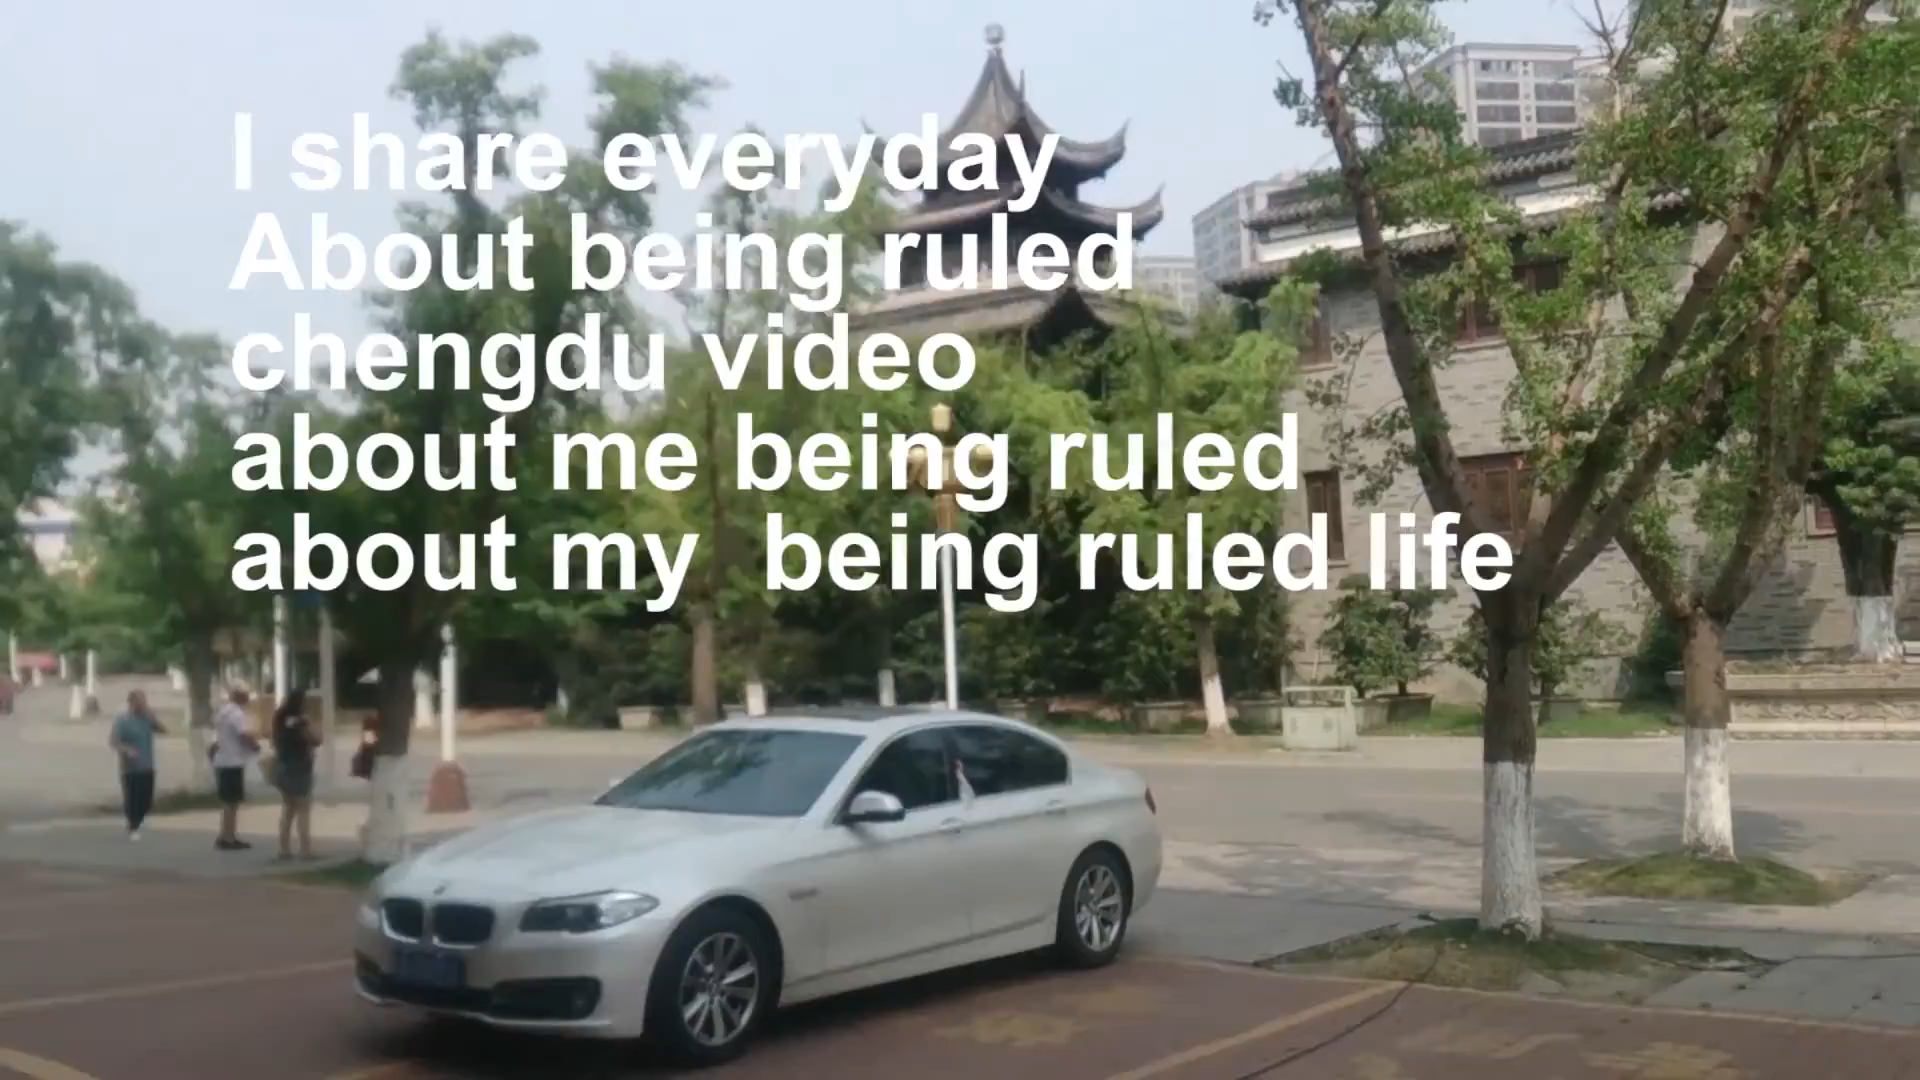 I share everyday
About being ruled
chengdu video
about me being ruled
about my  being ruled life